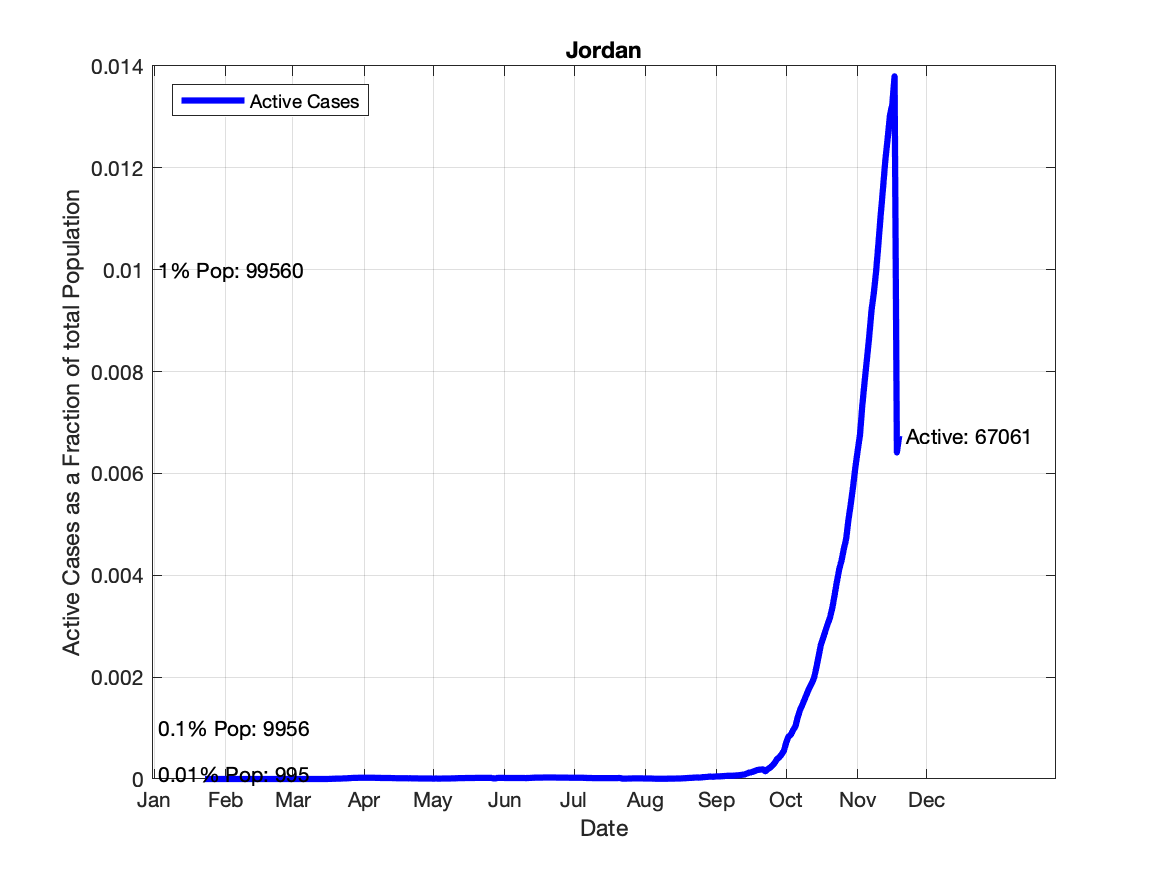 Jordan
0.014
Active Cases
0.012
0.01
1% Pop: 99560
0.008
Active: 67061
0.006
0.004
0.002
0.1% Pop: 9956
0
0.01% Pop: 995
Jan Feb Mar Apr May Jun Jul Aug Sep Oct Nov Dec
Date
Active Cases as a Fraction of total Population